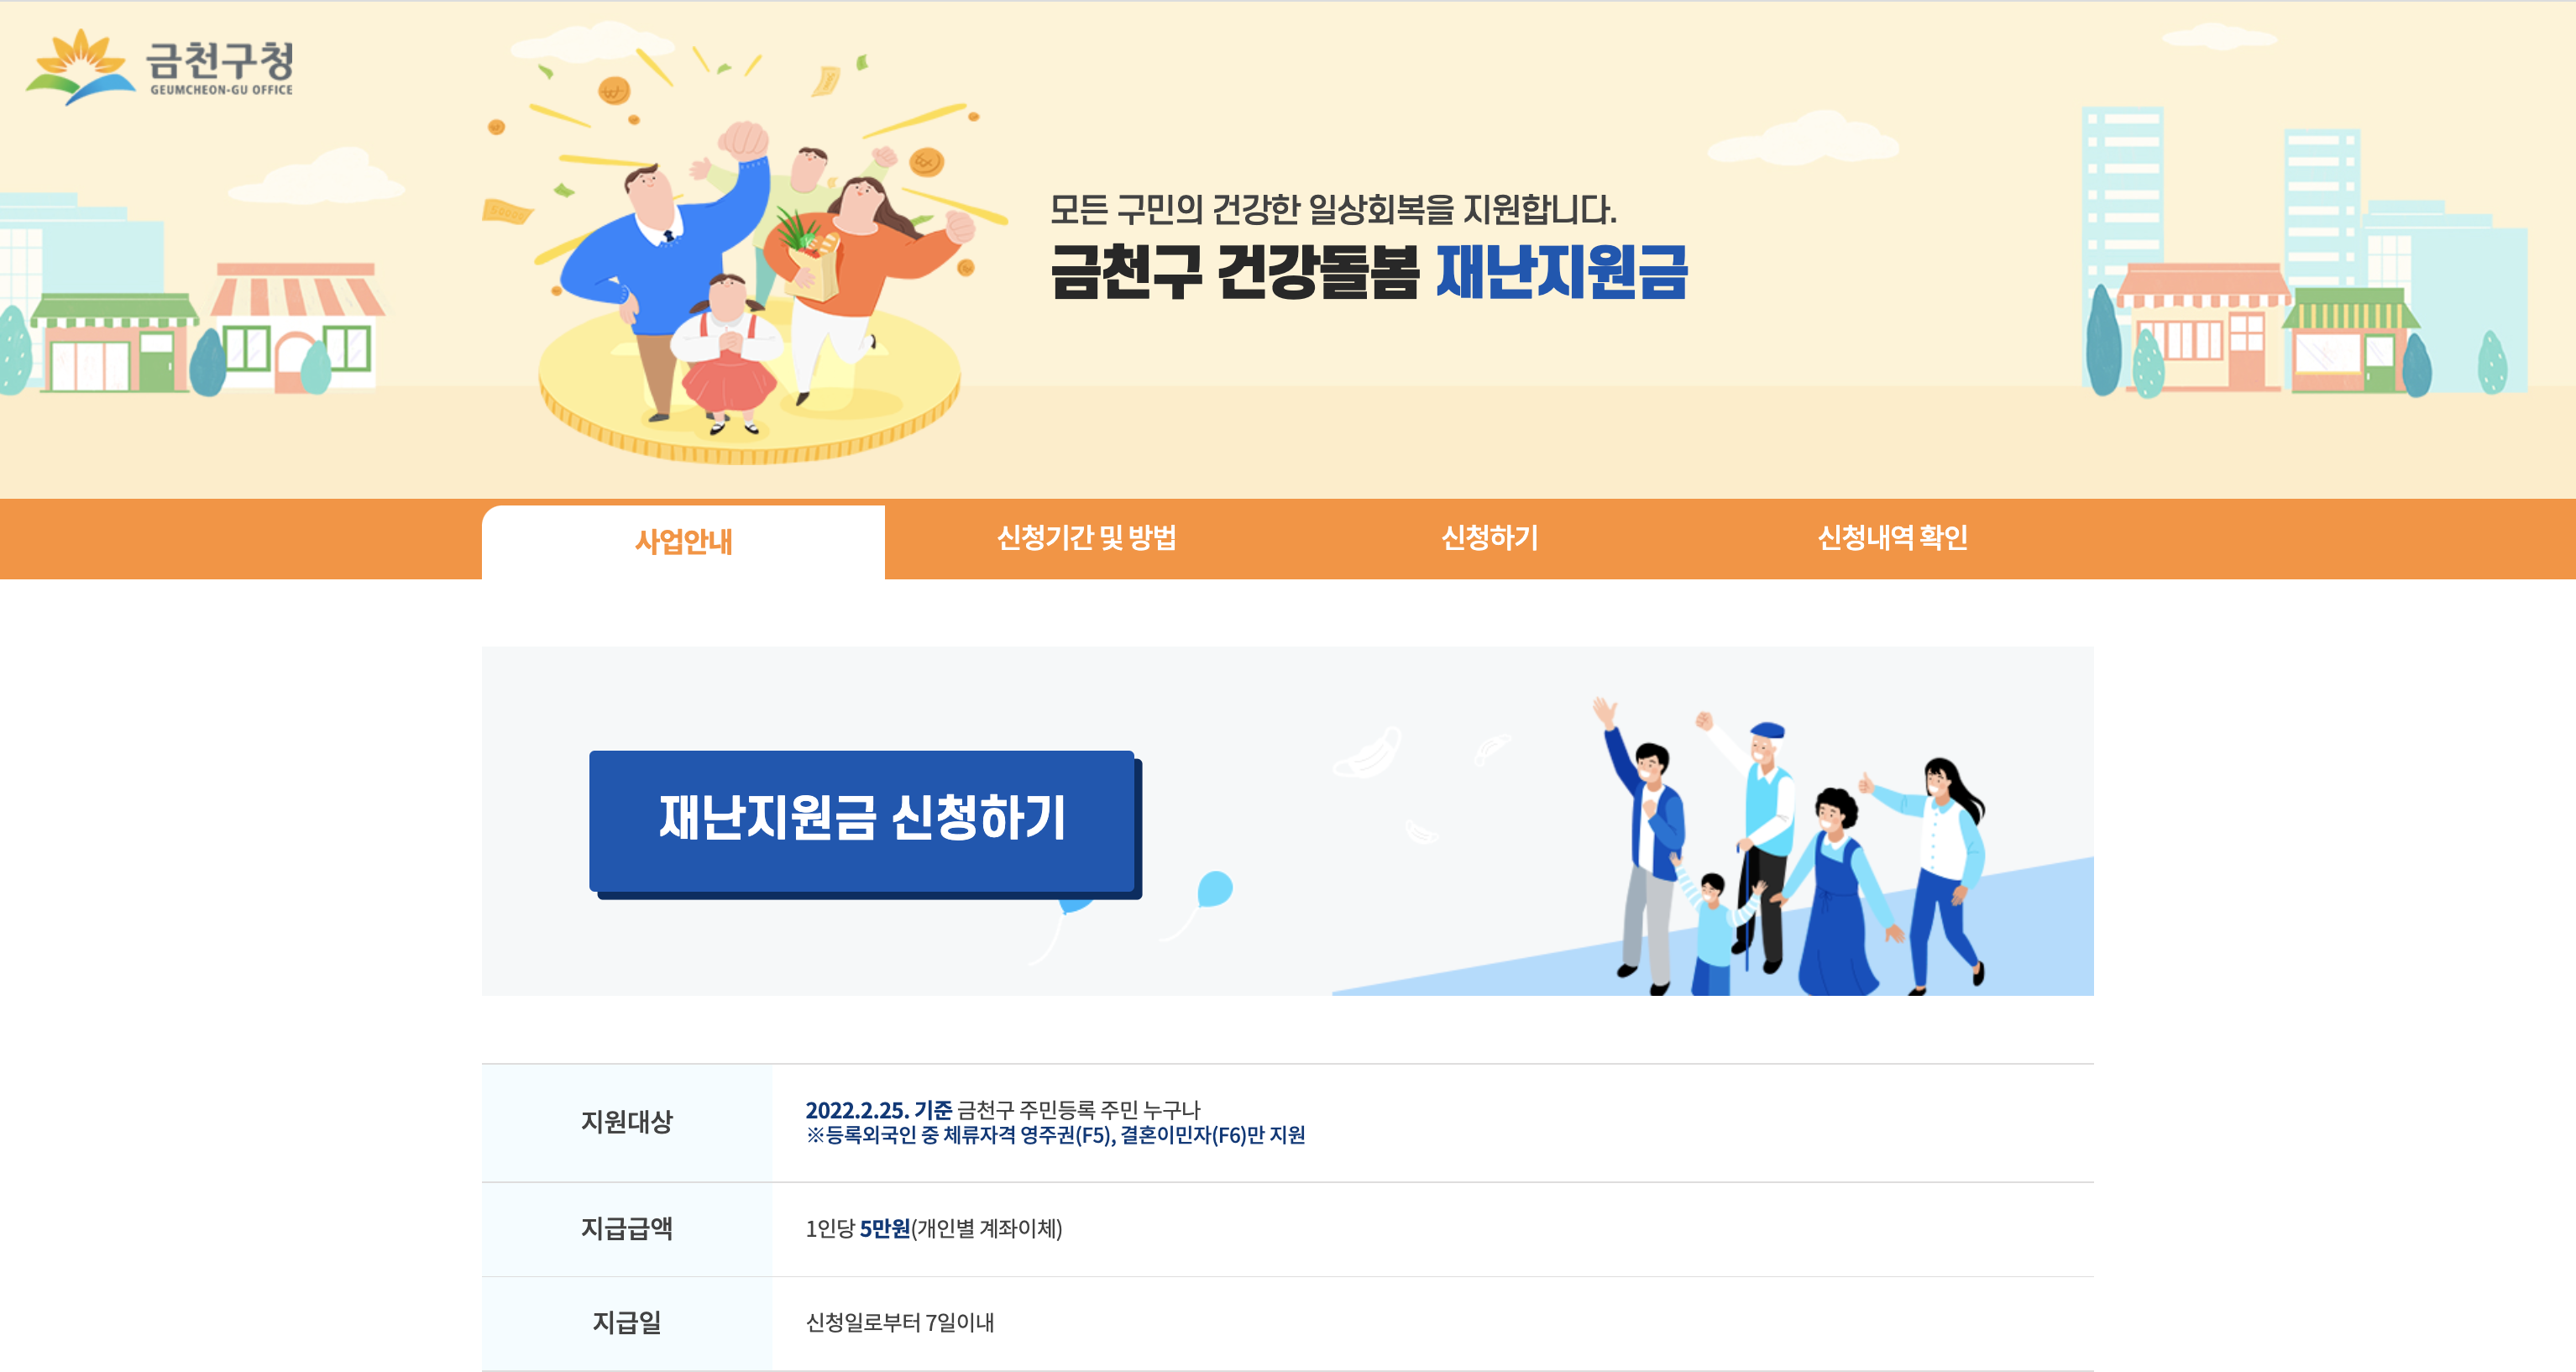 금천구청
GEUMCHEON-GU OFFICE
50000
모든 구민의 건강한 일상회복을 지원합니다.
금천구 건강돌봄 재난지원금
사업안내
신청기간 및 방법
신청하기
신청내역 확인
재난지원금 신청하기
지원대상
2022.2.25. 기준 금천구 주민등록 주민 누구나
※등록외국인 중 체류자격 영주권(F5), 결혼이민자(F6)만 지원
지급급액
1인당 5만원(개인별 계좌이체)
지급일
신청일로부터 7일이내